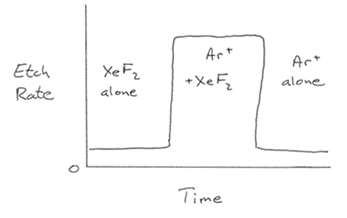 Etch
Rate
XeF₂
alone
Ar⁺
+XeF₂
Ar⁺
alone
0
Time